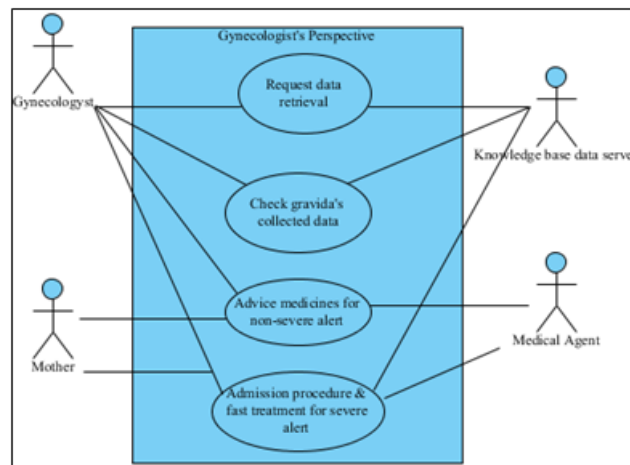 Gynecologist's Perspective
Gynecologyst
Request data
retrieval
Knowledge base data serve
Check gravida's
collected data
Advice medicines for
non-severe alert
Mother
Medical Agent
Admission procedure &
fast treatment for severe
alert